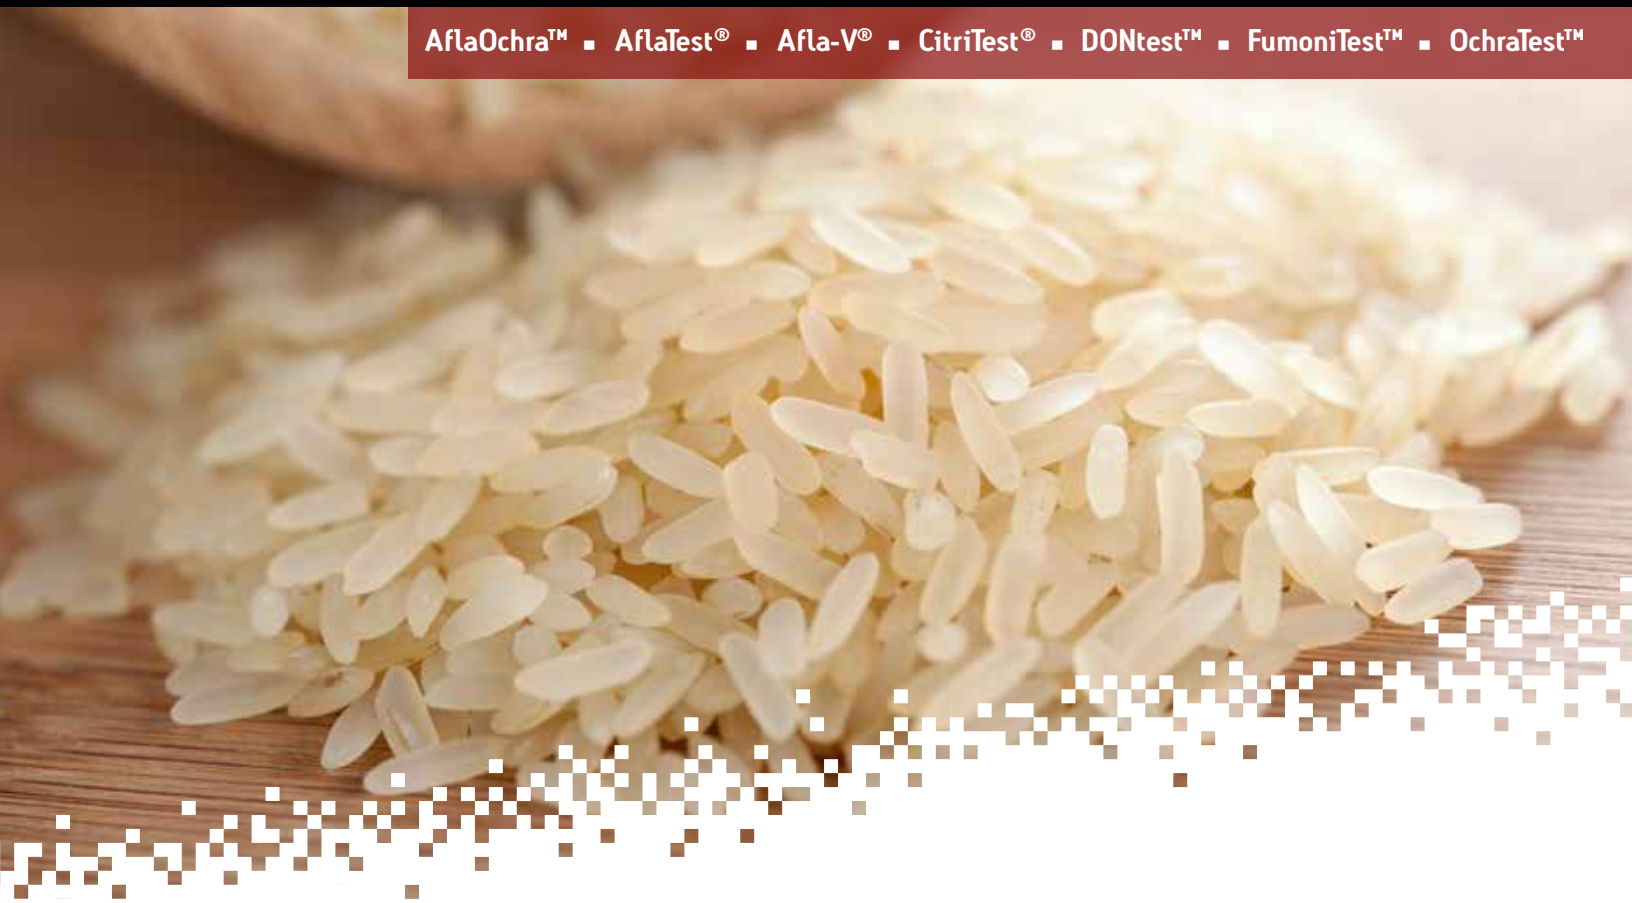 AflaOchra™ ▪ AflaTest® ▪ Afla-V® ▪ CitriTest® ▪ DONtest™ ▪ FumoniTest™ ▪ OchraTest™